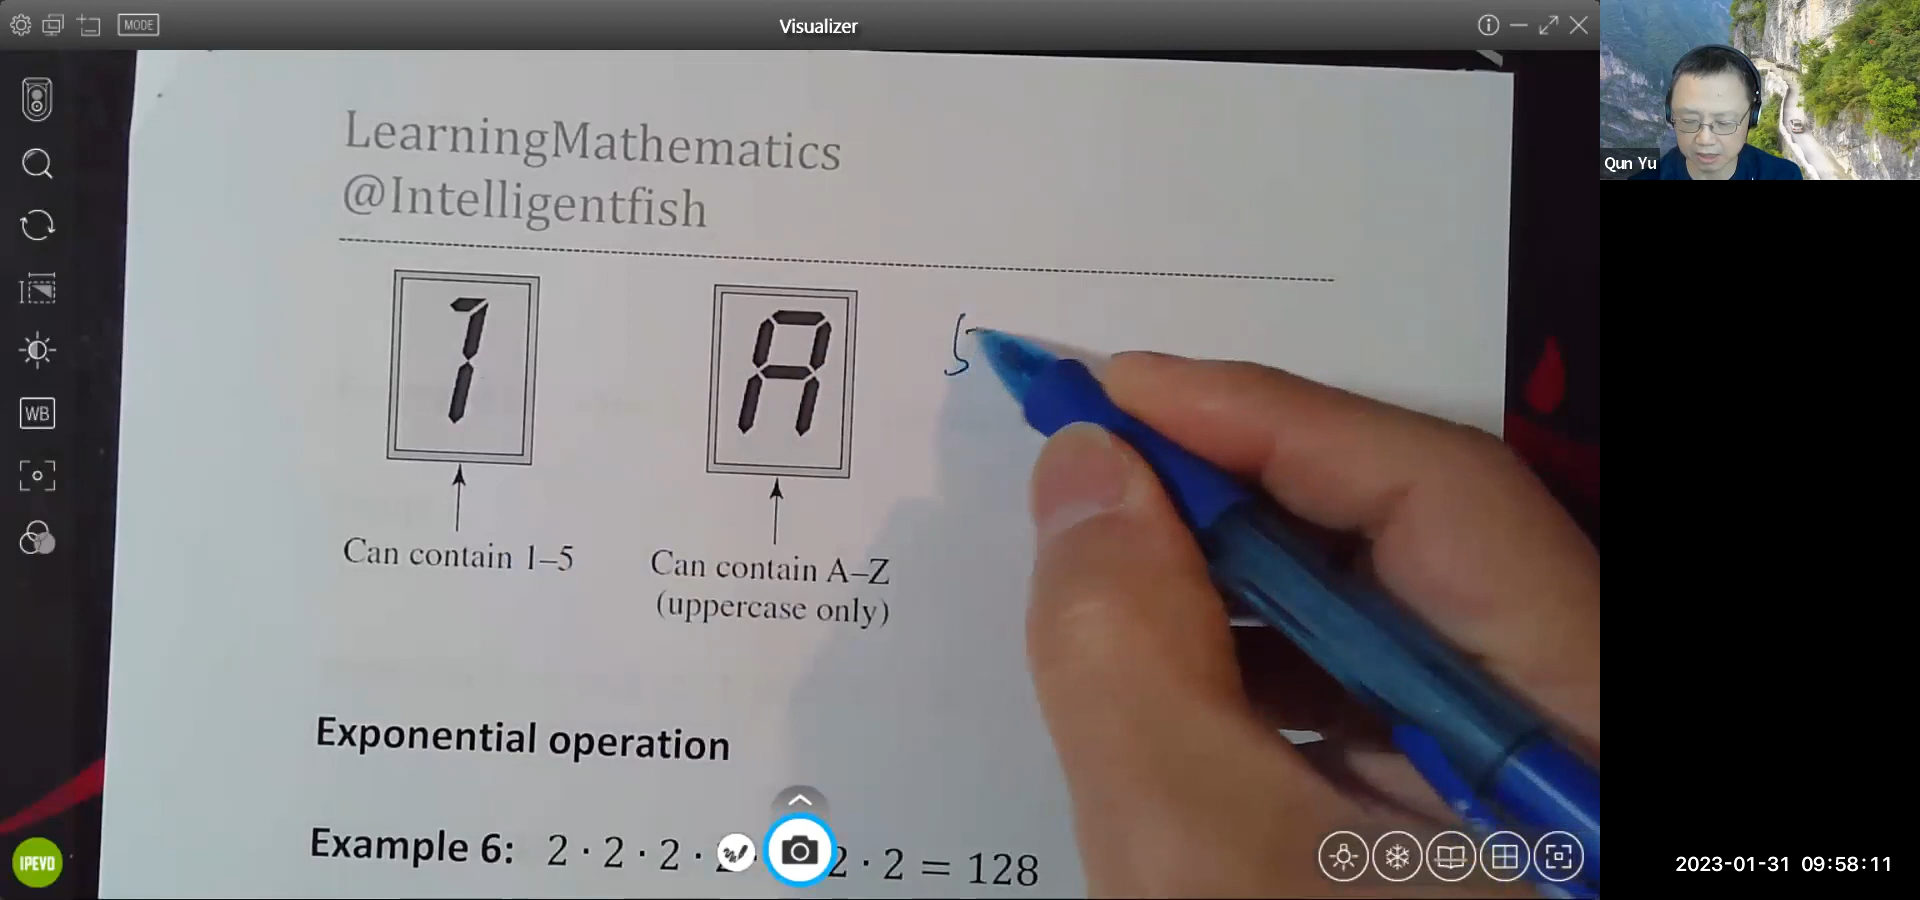 MODE
Visualizer
Qun Yu
LearningMathematics
@Intelligentfish
1
A
5
Can contain 1–5
Can contain A–Z
(uppercase only)
WB
Exponential operation
Example 6: 2 · 2 · 2 · 2 · 2 = 128
IPEVO
2023-01-31 09:58:11